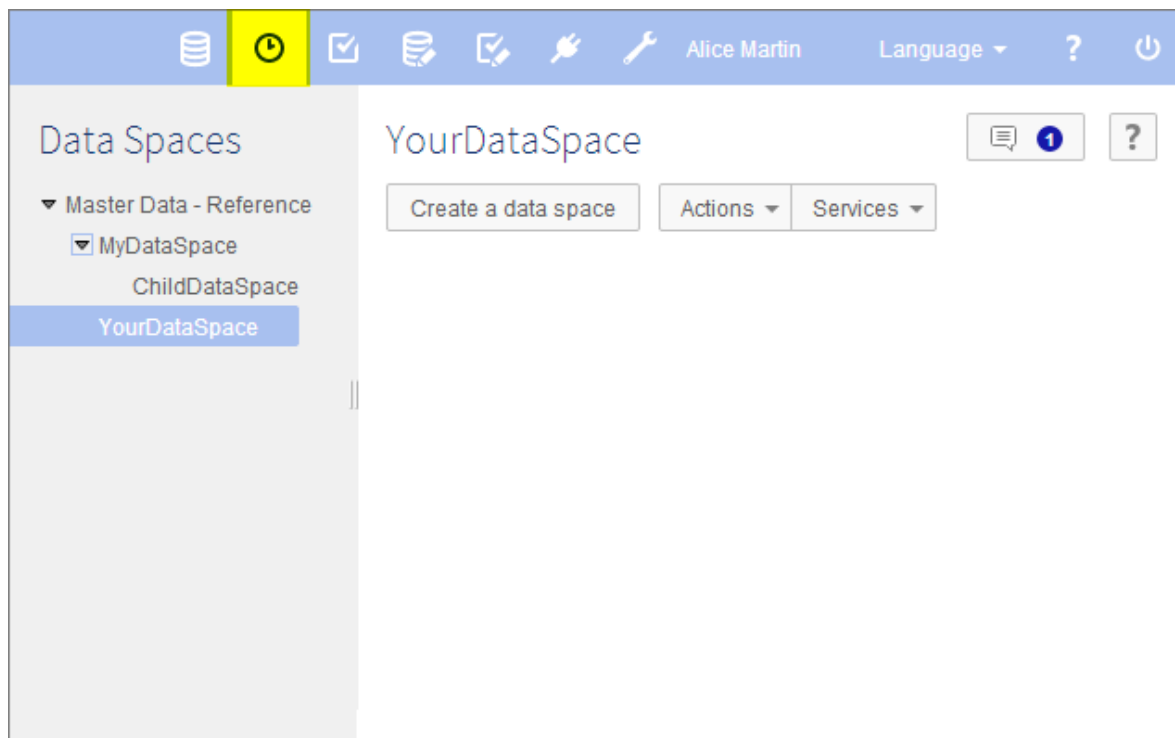 Alice Martin Language ?
Data Spaces
Master Data - Reference
MyDataSpace
ChildDataSpace
YourDataSpace
YourDataSpace
1 ?
Create a data space Actions Services